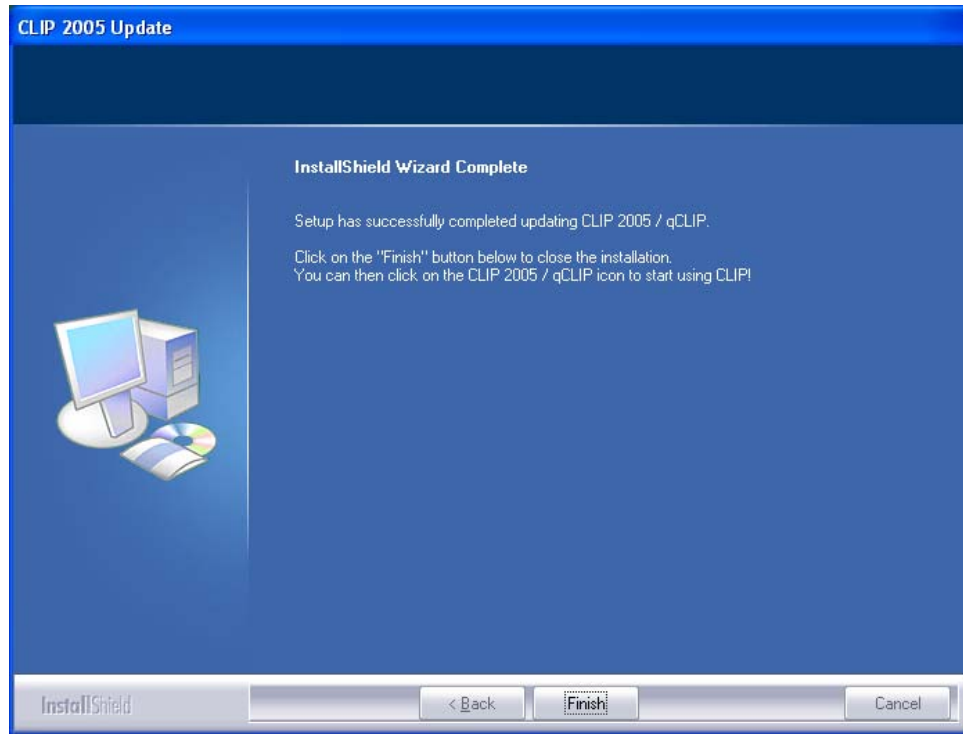 CLIP 2005 Update
InstallShield Wizard Complete
Setup has successfully completed updating CLIP 2005 / qCLIP.
Click on the "Finish" button below to close the installation.
You can then click on the CLIP 2005 / qCLIP icon to start using CLIP!
InstallShield
< Back
Finish
Cancel